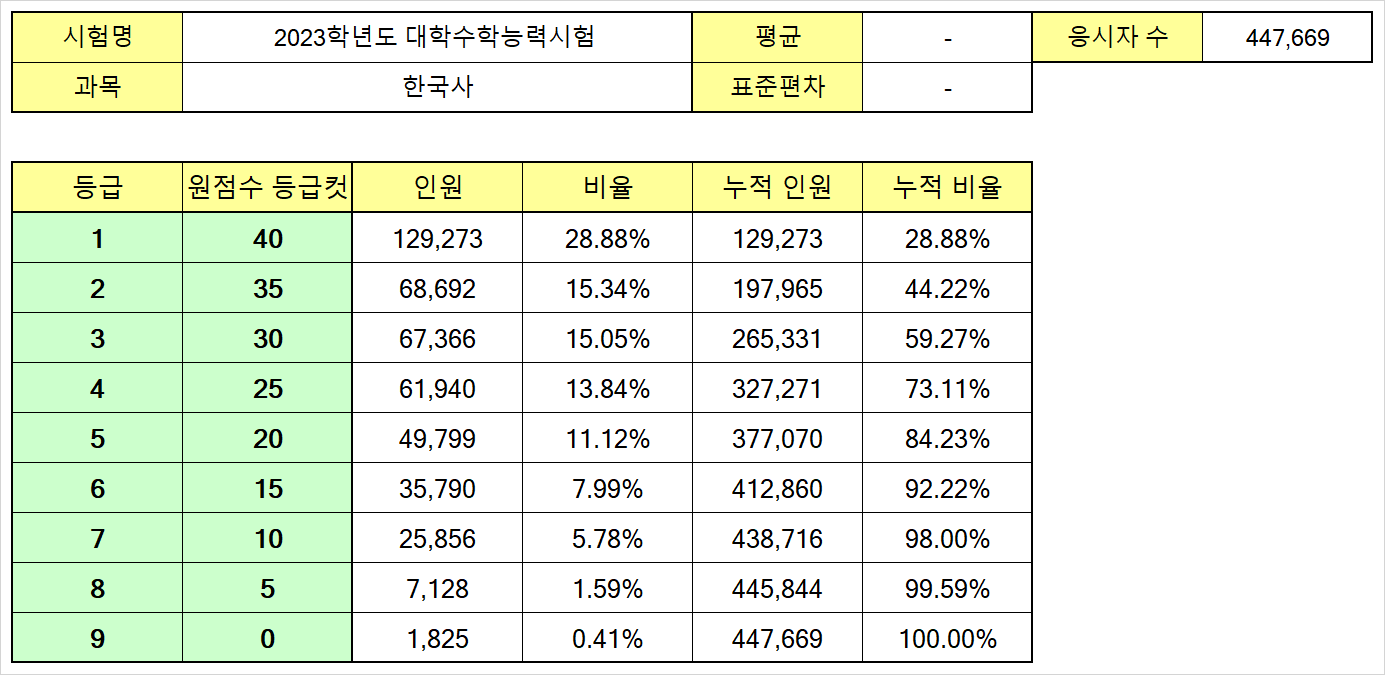 시험명 2023학년도 대학수학능력시험 평균 - 응시자 수 447,669
과목 한국사 표준편차 -
등급 원점수 등급컷 인원 비율 누적 인원 누적 비율
1 40 129,273 28.88% 129,273 28.88%
2 35 68,692 15.34% 197,965 44.22%
3 30 67,366 15.05% 265,331 59.27%
4 25 61,940 13.84% 327,271 73.11%
5 20 49,799 11.12% 377,070 84.23%
6 15 35,790 7.99% 412,860 92.22%
7 10 25,856 5.78% 438,716 98.00%
8 5 7,128 1.59% 445,844 99.59%
9 0 1,825 0.41% 447,669 100.00%